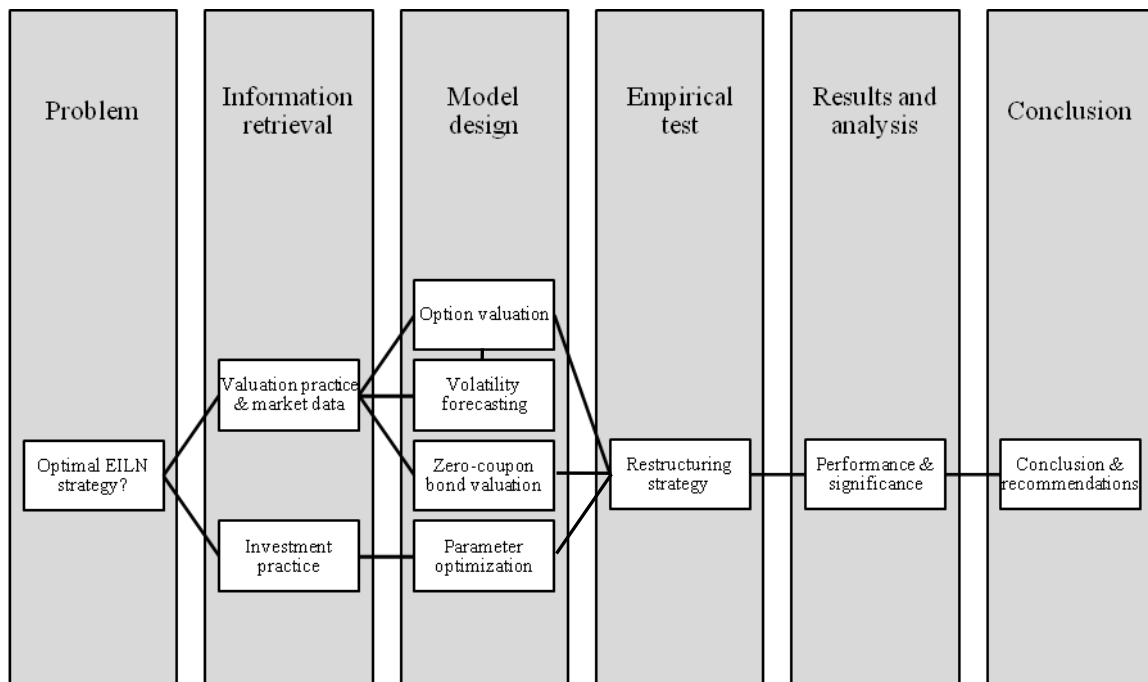 Problem
Information
retrieval
Model
design
Empirical
test
Results and
analysis
Conclusion
Option valuation
Valuation practice
& market data
Volatility
forecasting
Optimal EILN
strategy?
Zero-coupon
bond valuation
Restructuring
strategy
Performance &
significance
Conclusion &
recommendations
Investment
practice
Parameter
optimization